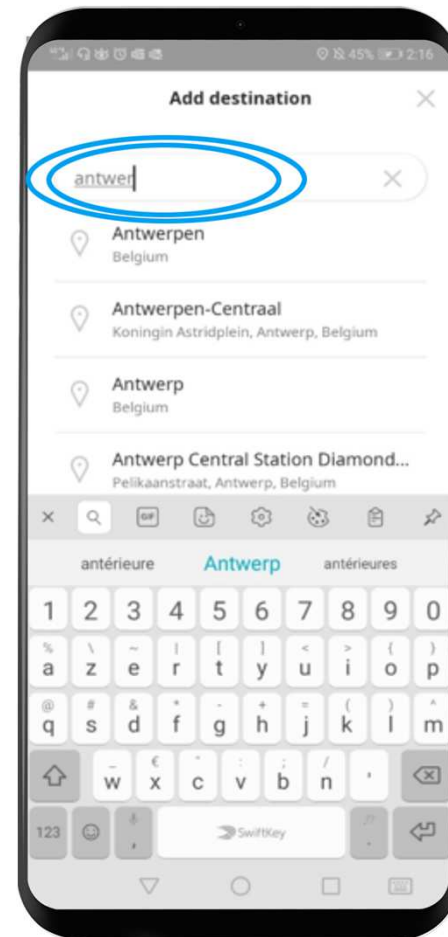 45% 2:16
Add destination
antwer
Antwerpen
Belgium
Antwerpen-Centraal
Koningin Astridplein, Antwerp, Belgium
Antwerp
Belgium
Antwerp Central Station Diamond...
Pelikaanstraat, Antwerp, Belgium
GIF
antérieure Antwerp antérieures
1 2 3 4 5 6 7 8 9 0
% \ ~ | [ ] < > { }
a z e r t y u i o p
@ # & * - + = ( ) ^
q s d f g h j k l m
_ € " : ; /
w x c v b n '
123 , SwiftKey .